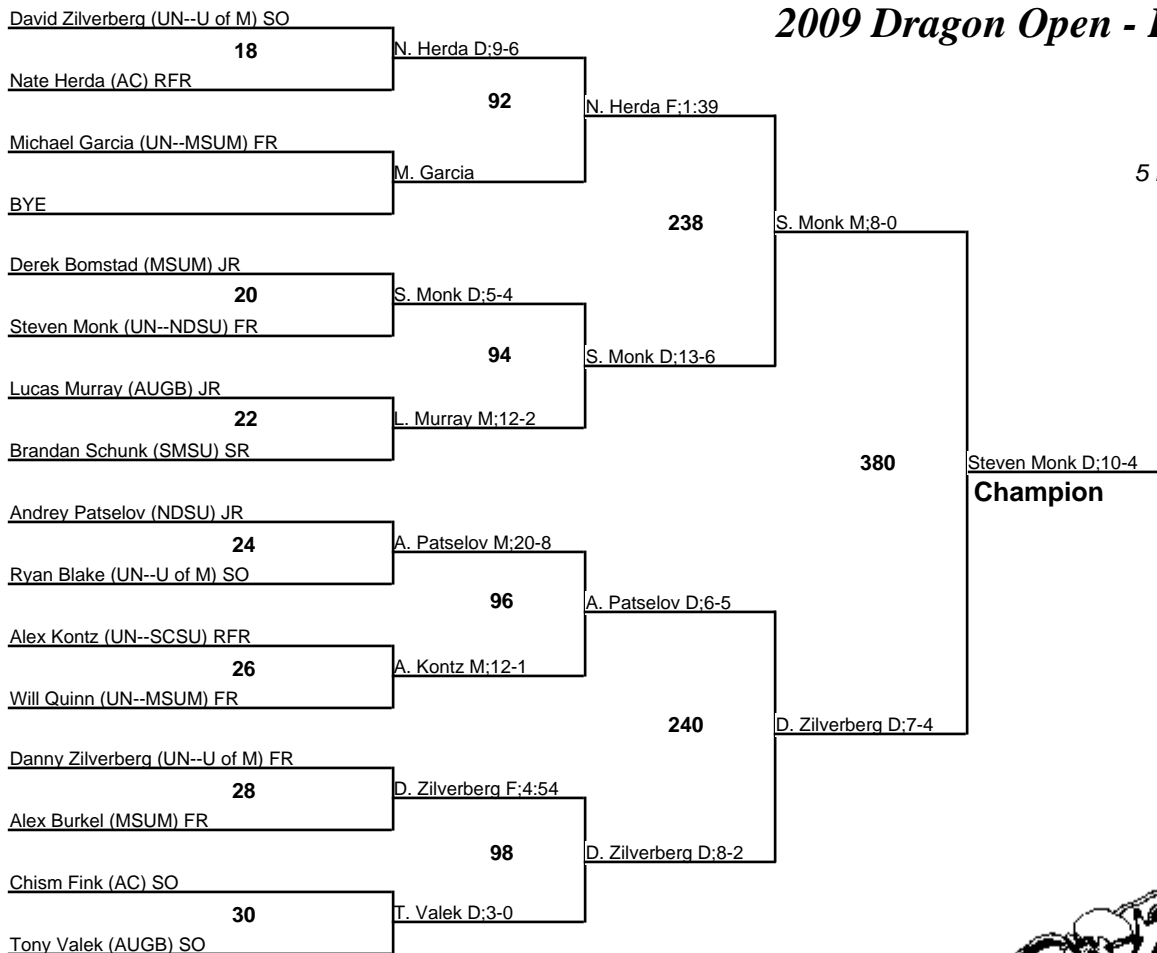 2009 Dragon Open -
David Zilverberg (UN--U of M) SO
18
Nate Herda (AC) RFR
N. Herda D;9-6
92
Michael Garcia (UN--MSUM) FR
BYE
M. Garcia
N. Herda F;1:39
5
238
S. Monk M;8-0
Derek Bomstad (MSUM) JR
20
Steven Monk (UN--NDSU) FR
S. Monk D;5-4
94
S. Monk D;13-6
Lucas Murray (AUGB) JR
22
Brandan Schunk (SMSU) SR
L. Murray M;12-2
380
Steven Monk D;10-4
Champion
Andrey Patselov (NDSU) JR
24
Ryan Blake (UN--U of M) SO
A. Patselov M;20-8
96
A. Patselov D;6-5
Alex Kontz (UN--SCSU) RFR
26
Will Quinn (UN--MSUM) FR
A. Kontz M;12-1
240
D. Zilverberg D;7-4
Danny Zilverberg (UN--U of M) FR
28
Alex Burkel (MSUM) FR
D. Zilverberg F;4:54
98
D. Zilverberg D;8-2
Chism Fink (AC) SO
30
Tony Valek (AUGB) SO
T. Valek D;3-0